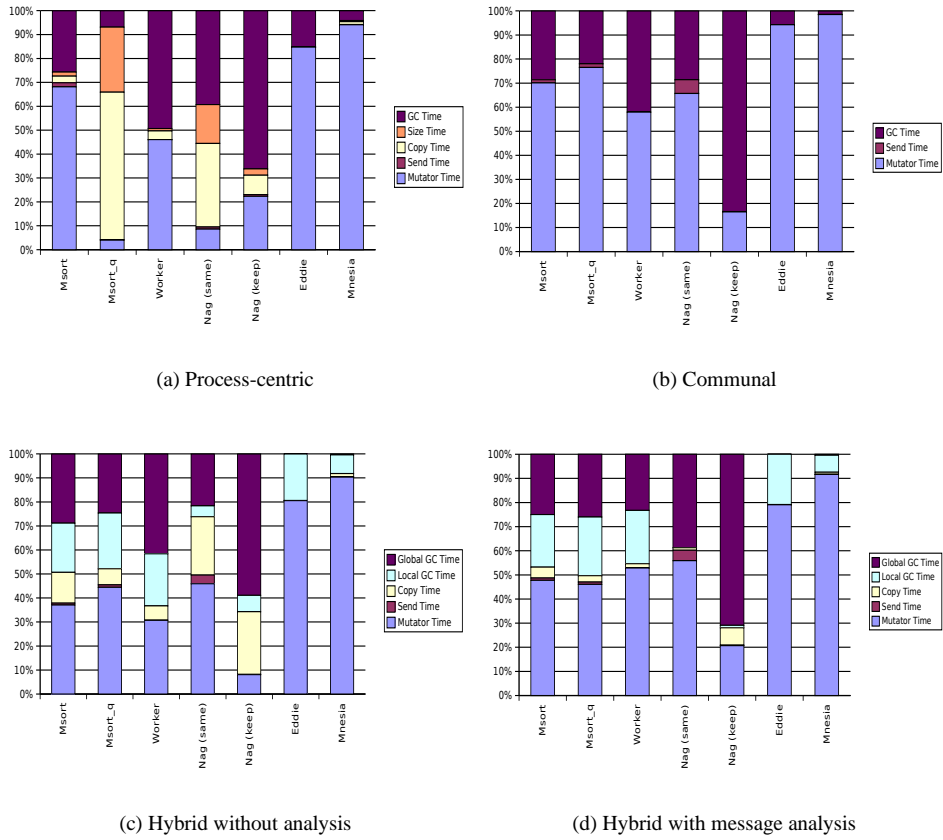 100%
90%
80%
70%
60%
50%
40%
30%
20%
10%
0%
Msort
Msort_q
Worker
Nag (same)
Nag (keep)
Eddie
Mnesia
GC Time
Size Time
Copy Time
Send Time
Mutator Time
(a) Process-centric
100%
90%
80%
70%
60%
50%
40%
30%
20%
10%
0%
Msort
Msort_q
Worker
Nag (same)
Nag (keep)
Eddie
Mnesia
GC Time
Send Time
Mutator Time
(b) Communal
100%
90%
80%
70%
60%
50%
40%
30%
20%
10%
0%
Msort
Msort_q
Worker
Nag (same)
Nag (keep)
Eddie
Mnesia
Global GC Time
Local GC Time
Copy Time
Send Time
Mutator Time
(c) Hybrid without analysis
100%
90%
80%
70%
60%
50%
40%
30%
20%
10%
0%
Msort
Msort_q
Worker
Nag (same)
Nag (keep)
Eddie
Mnesia
Global GC Time
Local GC Time
Copy Time
Send Time
Mutator Time
(d) Hybrid with message analysis